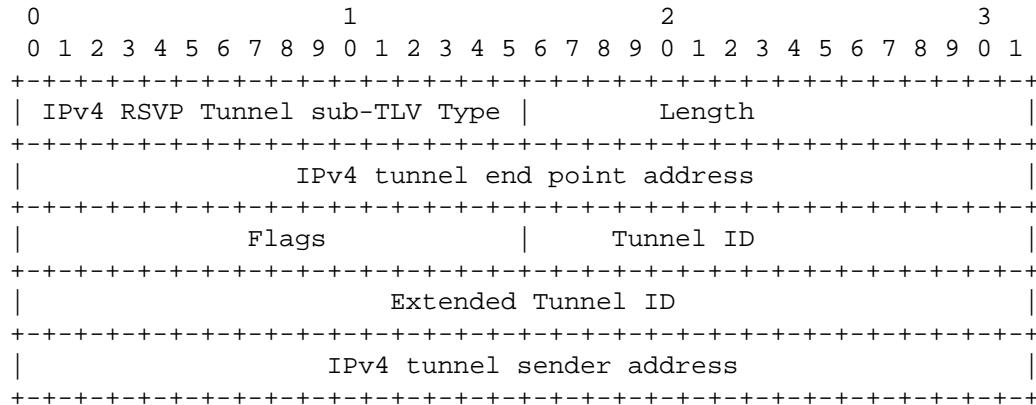 0                   1                   2                   3
 0 1 2 3 4 5 6 7 8 9 0 1 2 3 4 5 6 7 8 9 0 1 2 3 4 5 6 7 8 9 0 1
+-+-+-+-+-+-+-+-+-+-+-+-+-+-+-+-+-+-+-+-+-+-+-+-+-+-+-+-+-+-+-+-+
| IPv4 RSVP Tunnel sub-TLV Type |        Length                 |
+-+-+-+-+-+-+-+-+-+-+-+-+-+-+-+-+-+-+-+-+-+-+-+-+-+-+-+-+-+-+-+-+
|                 IPv4 tunnel end point address                 |
+-+-+-+-+-+-+-+-+-+-+-+-+-+-+-+-+-+-+-+-+-+-+-+-+-+-+-+-+-+-+-+-+
|              Flags            |     Tunnel ID                 |
+-+-+-+-+-+-+-+-+-+-+-+-+-+-+-+-+-+-+-+-+-+-+-+-+-+-+-+-+-+-+-+-+
|                       Extended Tunnel ID                      |
+-+-+-+-+-+-+-+-+-+-+-+-+-+-+-+-+-+-+-+-+-+-+-+-+-+-+-+-+-+-+-+-+
|                   IPv4 tunnel sender address                  |
+-+-+-+-+-+-+-+-+-+-+-+-+-+-+-+-+-+-+-+-+-+-+-+-+-+-+-+-+-+-+-+-+